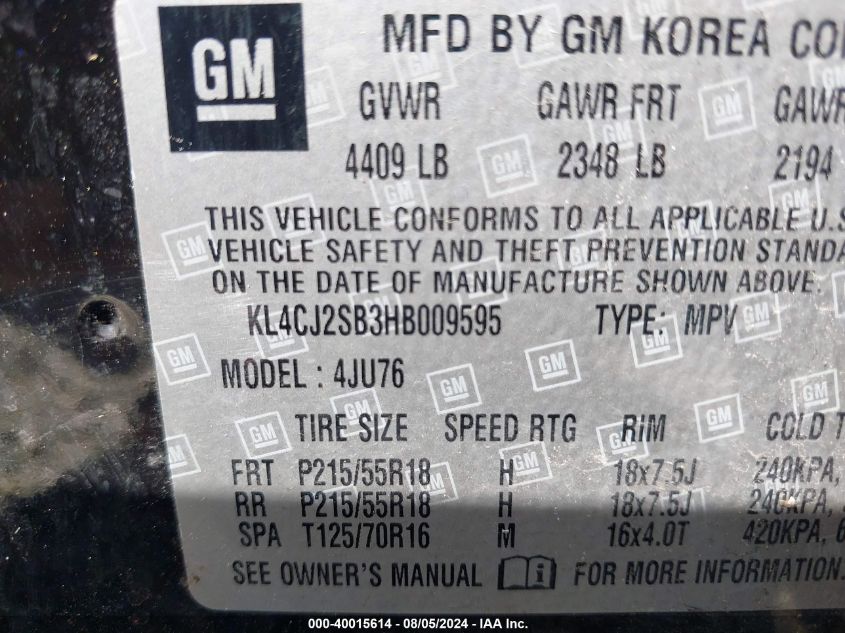 GM
MFD BY GM KOREA
GVWR GAWR FRT GAWR
4409 LB 2348 LB 2194
THIS VEHICLE CONFORMS TO ALL APPLICABLE U.S
VEHICLE SAFETY AND THEFT PREVENTION
ON THE DATE OF MANUFACTURE SHOWN ABOVE.
KL4CJ2SB3HB009595 TYPE: MPV
MODEL : 4JU76
TIRE SIZE SPEED RTG RIM COLD
FRT P215/55R18 H 18x7.5J 240KPA,
RR P215/55R18 H 18x7.5J 240KPA,
SPA T125/70R16 M 16x4.0T 420KPA, 6
SEE OWNER'S MANUAL FOR MORE INFORMATION.
000-40015614 - 08/05/2024 - IAA Inc.